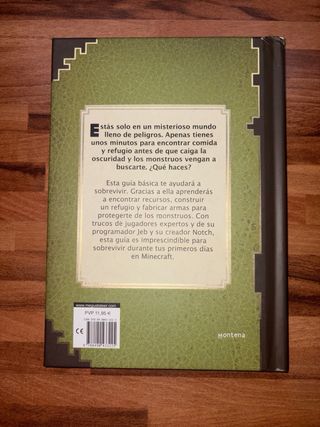 Estás solo en un misterioso mundo
lleno de peligros. Apenas tienes
unos minutos para encontrar comida
y refugio antes de que caiga la
oscuridad y los monstruos vengan a
buscarte. ¿Qué haces?
Esta guía básica te ayudará a
sobrevivir. Gracias a ella aprenderás
a encontrar recursos, construir
un refugio y fabricar armas para
protegerte de los monstruos. Con
trucos de jugadores expertos y de su
programador Jeb y su creador Notch,
esta guía es imprescindible para
sobrevivir durante tus primeros días
en Minecraft.
www.megustaleer.com
PVP 11,95 €
Montena